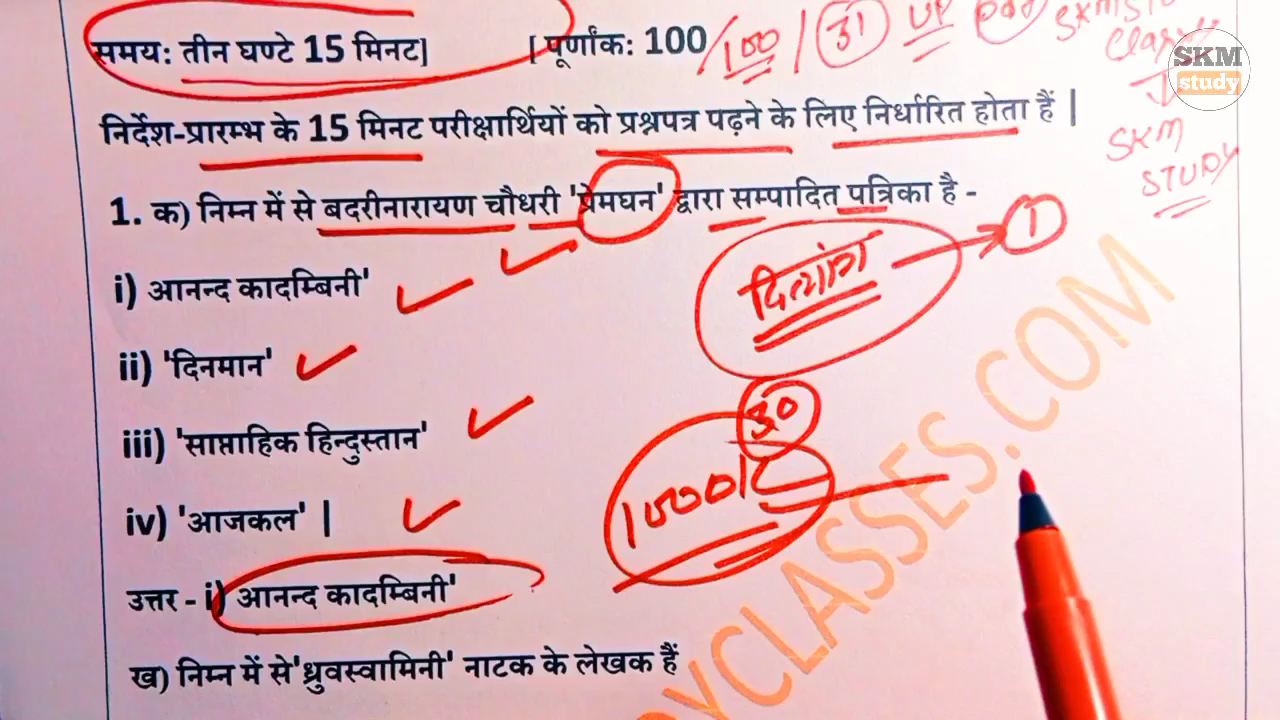 समय: तीन घण्टे 15 मिनट] [ पूर्णांक: 100 /100 / 31 UP
SKM
study
SKM
STUDY
निर्देश-प्रारम्भ के 15 मिनट परीक्षार्थियों को प्रश्नपत्र पढ़ने के लिए निर्धारित होता हैं |
1. क) निम्न में से बदरीनारायण चौधरी 'प्रेमघन' द्वारा सम्पादित पत्रिका है -
1
i) आनन्द कादम्बिनी'
ii) 'दिनमान'
30
iii) 'साप्ताहिक हिन्दुस्तान'
iv) 'आजकल' |
उत्तर - i) आनन्द कादम्बिनी'
ख) निम्न में से'ध्रुवस्वामिनी' नाटक के लेखक हैं
YCLASSES.COM